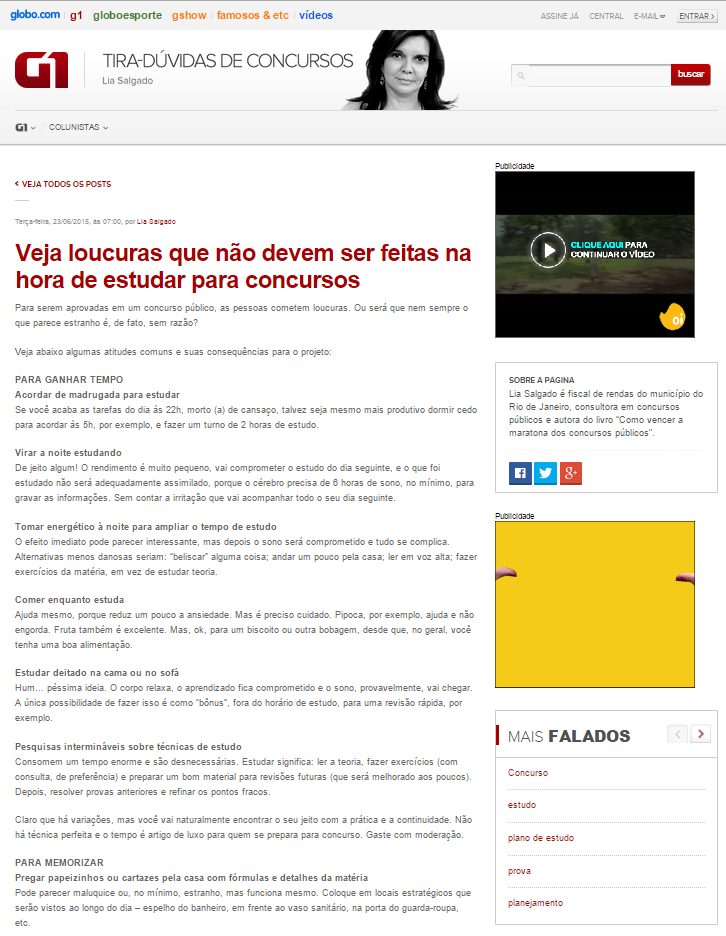 globo.com g1 globoesporte gshow famosos & etc vídeos
ASSINE JÁ CENTRAL E-MAIL ENTRAR
G1
TIRA-DÚVIDAS DE CONCURSOS
Lia Salgado
buscar
G1 COLUNISTAS
VEJA TODOS OS POSTS
Terça-feira, 23/06/2015, às 07:00, por Lia Salgado
Veja loucuras que não devem ser feitas na
hora de estudar para concursos
Para serem aprovadas em um concurso público, as pessoas cometem loucuras. Ou será que nem sempre o
que parece estranho é, de fato, sem razão?
Veja abaixo algumas atitudes comuns e suas consequências para o projeto:
PARA GANHAR TEMPO
Acordar de madrugada para estudar
Se você acaba as tarefas do dia ás 22h, morto (a) de cansaço, talvez seja mesmo mais produtivo dormir cedo
para acordar ás 5h, por exemplo, e fazer um turno de 2 horas de estudo.
Virar a noite estudando
De jeito algum! O rendimento é muito pequeno, vai comprometer o estudo do dia seguinte, e o que foi
estudado não será adequadamente assimilado, porque o cérebro precisa de 6 horas de sono, no mínimo, para
gravar as informações. Sem contar a irritação que vai acompanhar todo o seu dia seguinte.
Tomar energético à noite para ampliar o tempo de estudo
O efeito imediato pode parecer interessante, mas depois o sono será comprometido e tudo se complica.
Alternativas menos danosas seriam: “beliscar” alguma coisa; andar um pouco pela casa; ler em voz alta; fazer
exercícios da matéria, em vez de estudar teoria.
Comer enquanto estuda
Ajuda mesmo, porque reduz um pouco a ansiedade. Mas é preciso cuidado. Pipoca, por exemplo, ajuda e não
engorda. Fruta também é excelente. Mas, ok, para um biscoito ou outra bobagem, desde que, no geral, você
tenha uma boa alimentação.
Estudar deitado na cama ou no sofá
Hum... péssima ideia. O corpo relaxa, o aprendizado fica comprometido e o sono, provavelmente, vai chegar.
A única possibilidade de fazer isso é como “bônus”, fora do horário de estudo, para uma revisão rápida, por
exemplo.
Pesquisas intermináveis sobre técnicas de estudo
Consomem um tempo enorme e são desnecessárias. Estudar significa: ler a teoria, fazer exercícios (com
consulta, de preferência) e preparar um bom material para revisões futuras (que será melhorado aos poucos).
Depois, resolver provas anteriores e refinar os pontos fracos.
Claro que há variações, mas você vai naturalmente encontrar o seu jeito com a prática e a continuidade. Não
há técnica perfeita e o tempo é artigo de luxo para quem se prepara para concurso. Gaste com moderação.
PARA MEMORIZAR
Pregar papeizinhos ou cartazes pela casa com fórmulas e detalhes da matéria
Pode parecer maluquice ou, no mínimo, estranho, mas funciona mesmo. Coloque em locais estratégicos que
serão vistos ao longo do dia – espelho do banheiro, em frente ao vaso sanitário, na porta do guarda-roupa,
etc.
Publicidade
CLIQUE AQUI PARA
CONTINUAR O VÍDEO
oi
SOBRE A PÁGINA
Lia Salgado é fiscal de rendas do município do
Rio de Janeiro, consultora em concursos
públicos e autora do livro “Como vencer a
maratona dos concursos públicos”.
Publicidade
MAIS FALADOS
Concurso
estudo
plano de estudo
prova
planejamento